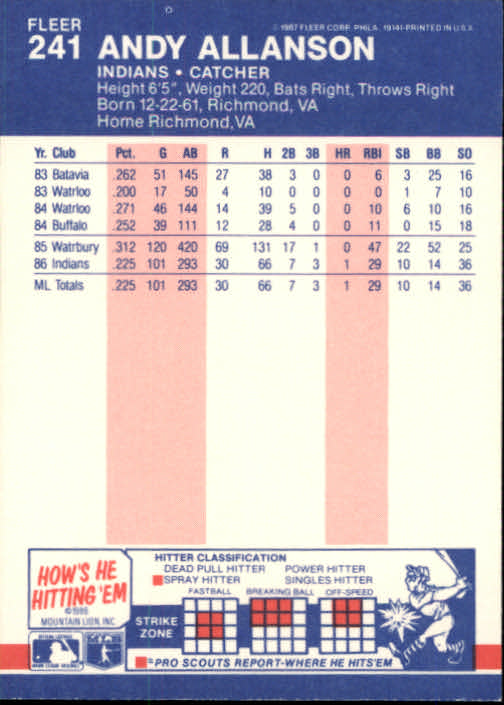 FLEER
© 1987 FLEER CORP. PHILA. 19141-PRINTED IN U.S.A.
241 ANDY ALLANSON
INDIANS • CATCHER
Height 6'5", Weight 220, Bats Right, Throws Right
Born 12-22-61, Richmond, VA
Home Richmond, VA
Yr. Club Pct. G AB R H 2B 3B HR RBI SB BB SO
83 Batavia .262 51 145 27 38 3 0 0 6 3 25 16
83 Watrloo .200 17 50 4 10 0 0 0 0 1 7 10
84 Watrloo .271 46 144 14 39 5 0 0 10 6 10 16
84 Buffalo .252 39 111 12 28 4 0 0 11 0 15 18
85 Watrbury .312 120 420 69 131 17 1 0 47 22 52 25
86 Indians .225 101 293 30 66 7 3 1 29 10 14 36
ML Totals .225 101 293 30 66 7 3 1 29 10 14 36
HOW'S HE
HITTING 'EM
©1986
MOUNTAIN LION, INC
HITTER CLASSIFICATION
DEAD PULL HITTER POWER HITTER
SPRAY HITTER SINGLES HITTER
FASTBALL BREAKING BALL OFF-SPEED
STRIKE
ZONE
=PRO SCOUTS REPORT-WHERE HE HITS'EM